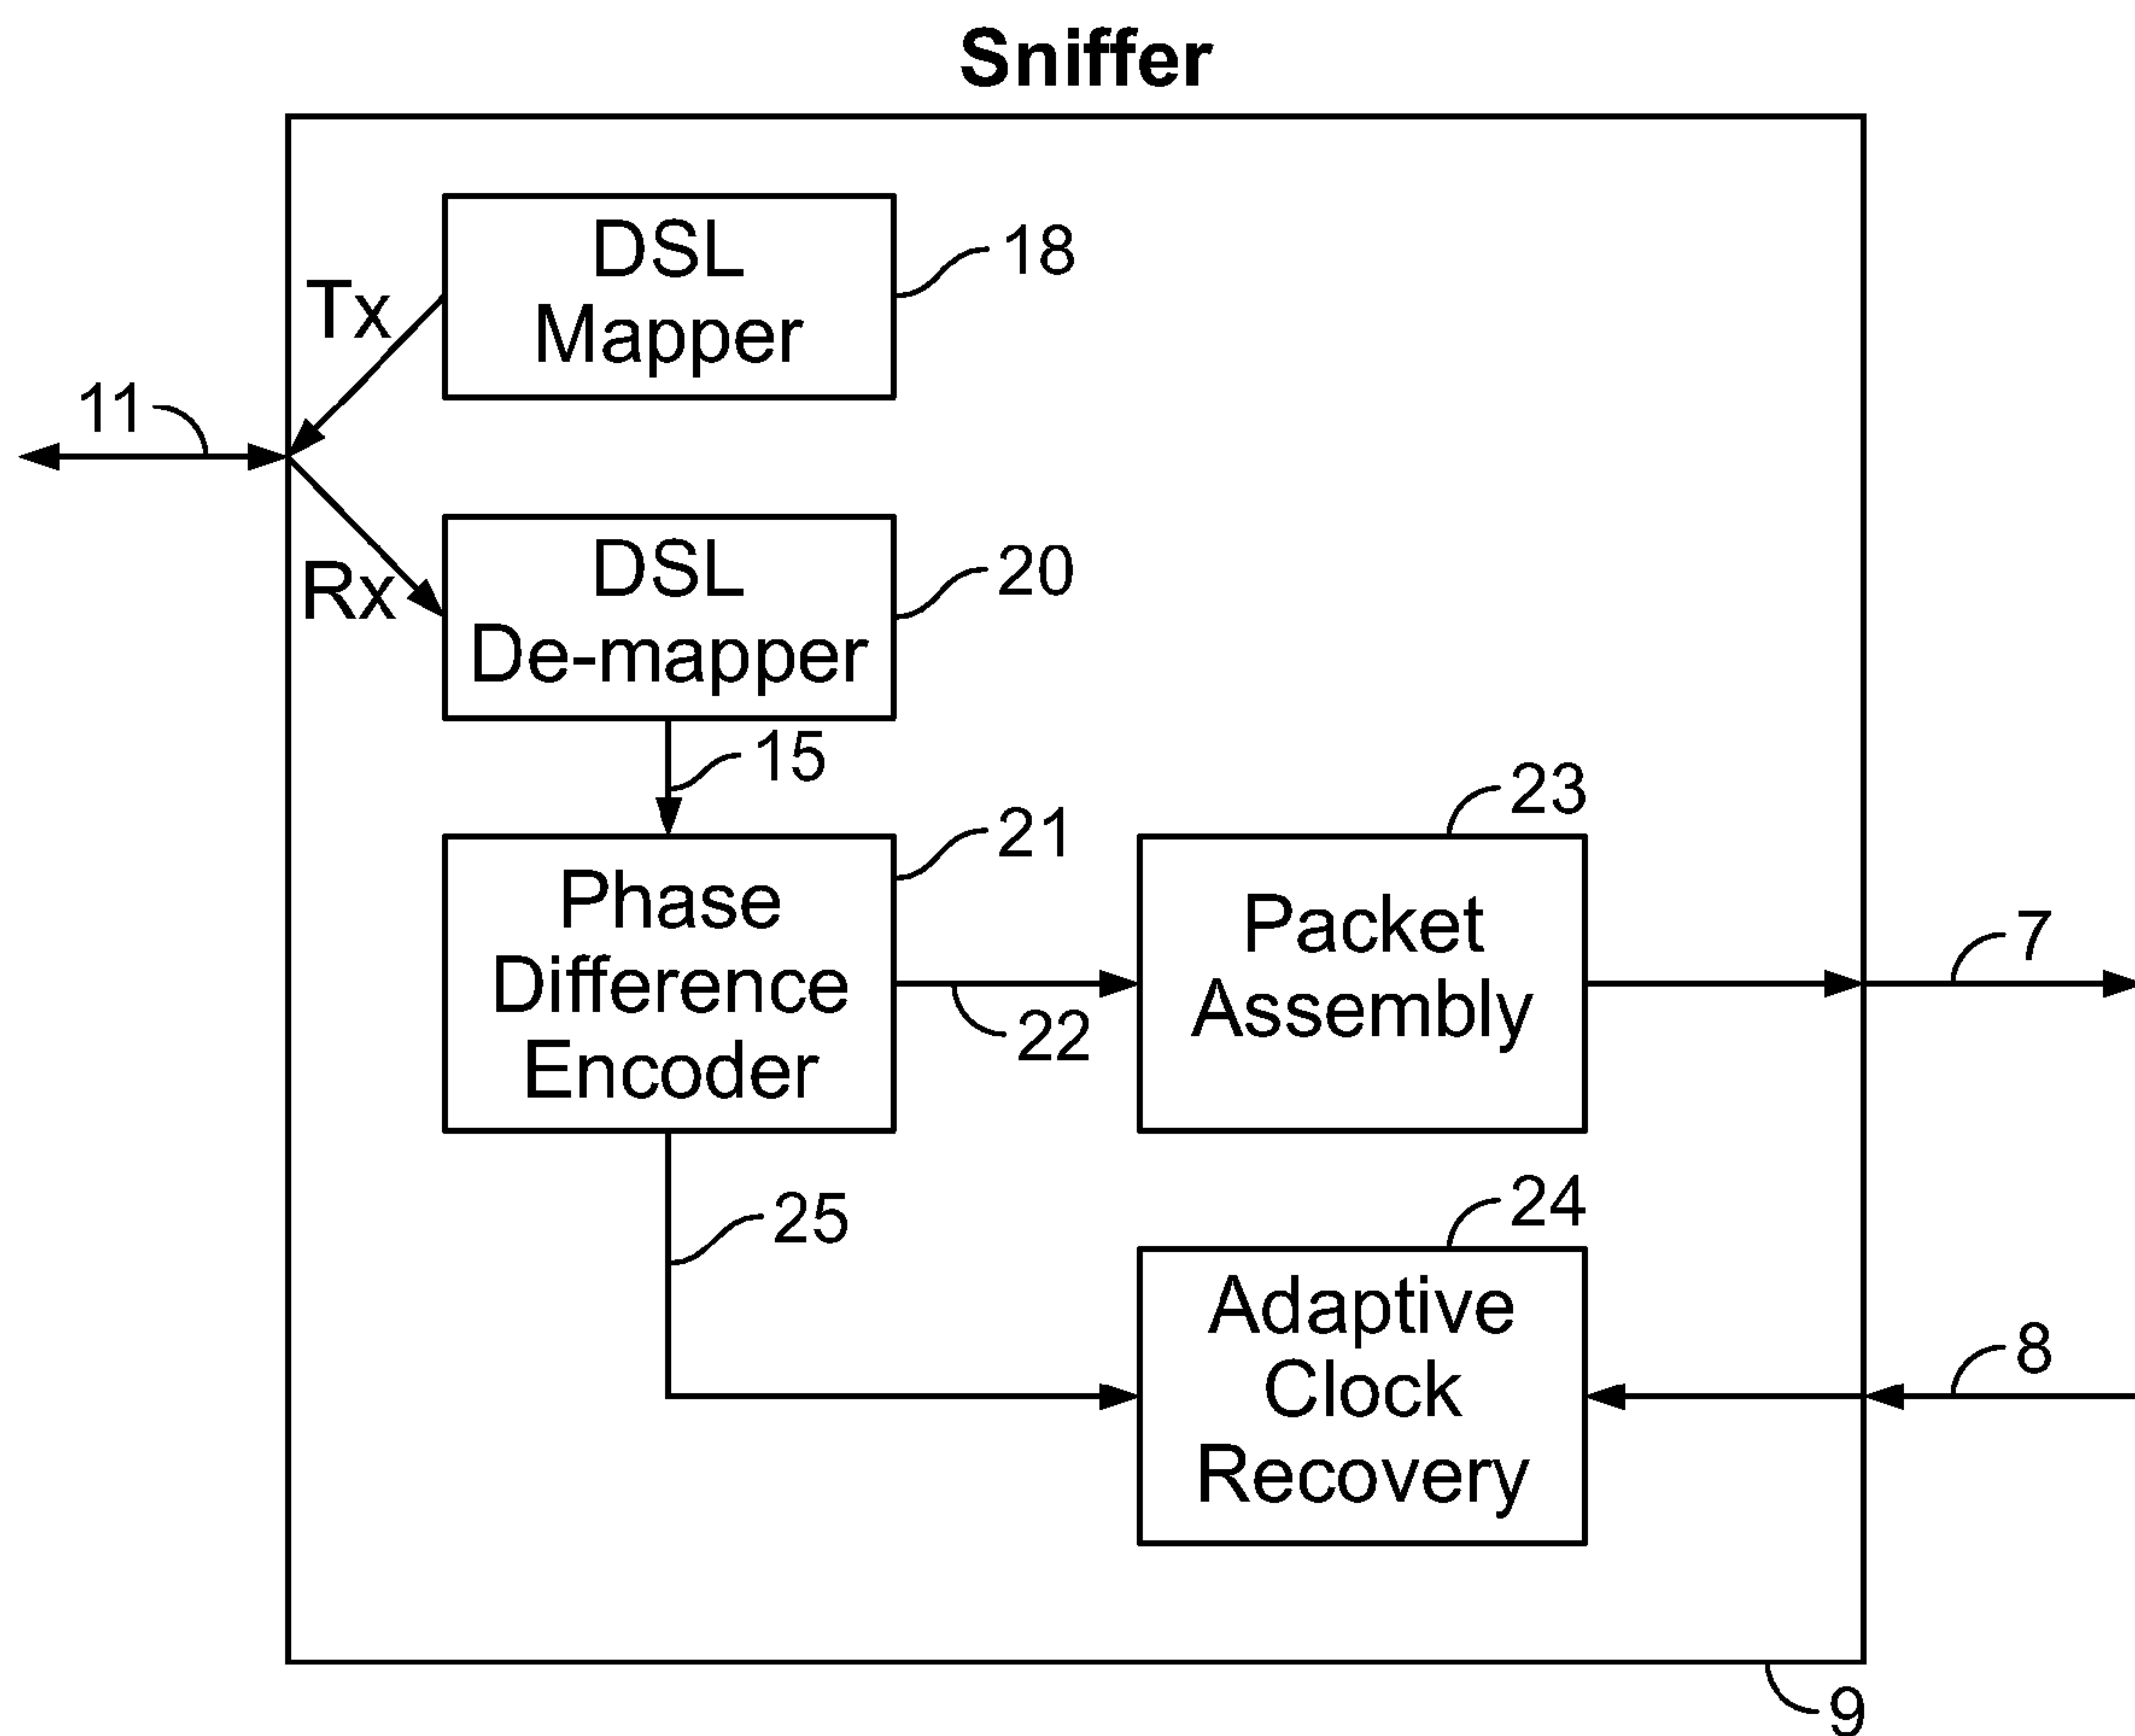 Sniffer
DSL
Mapper
18
Tx
11
DSL
De-mapper
20
Rx
15
Phase
Difference
Encoder
21
22
Packet
Assembly
23
7
25
Adaptive
Clock
Recovery
24
8
9